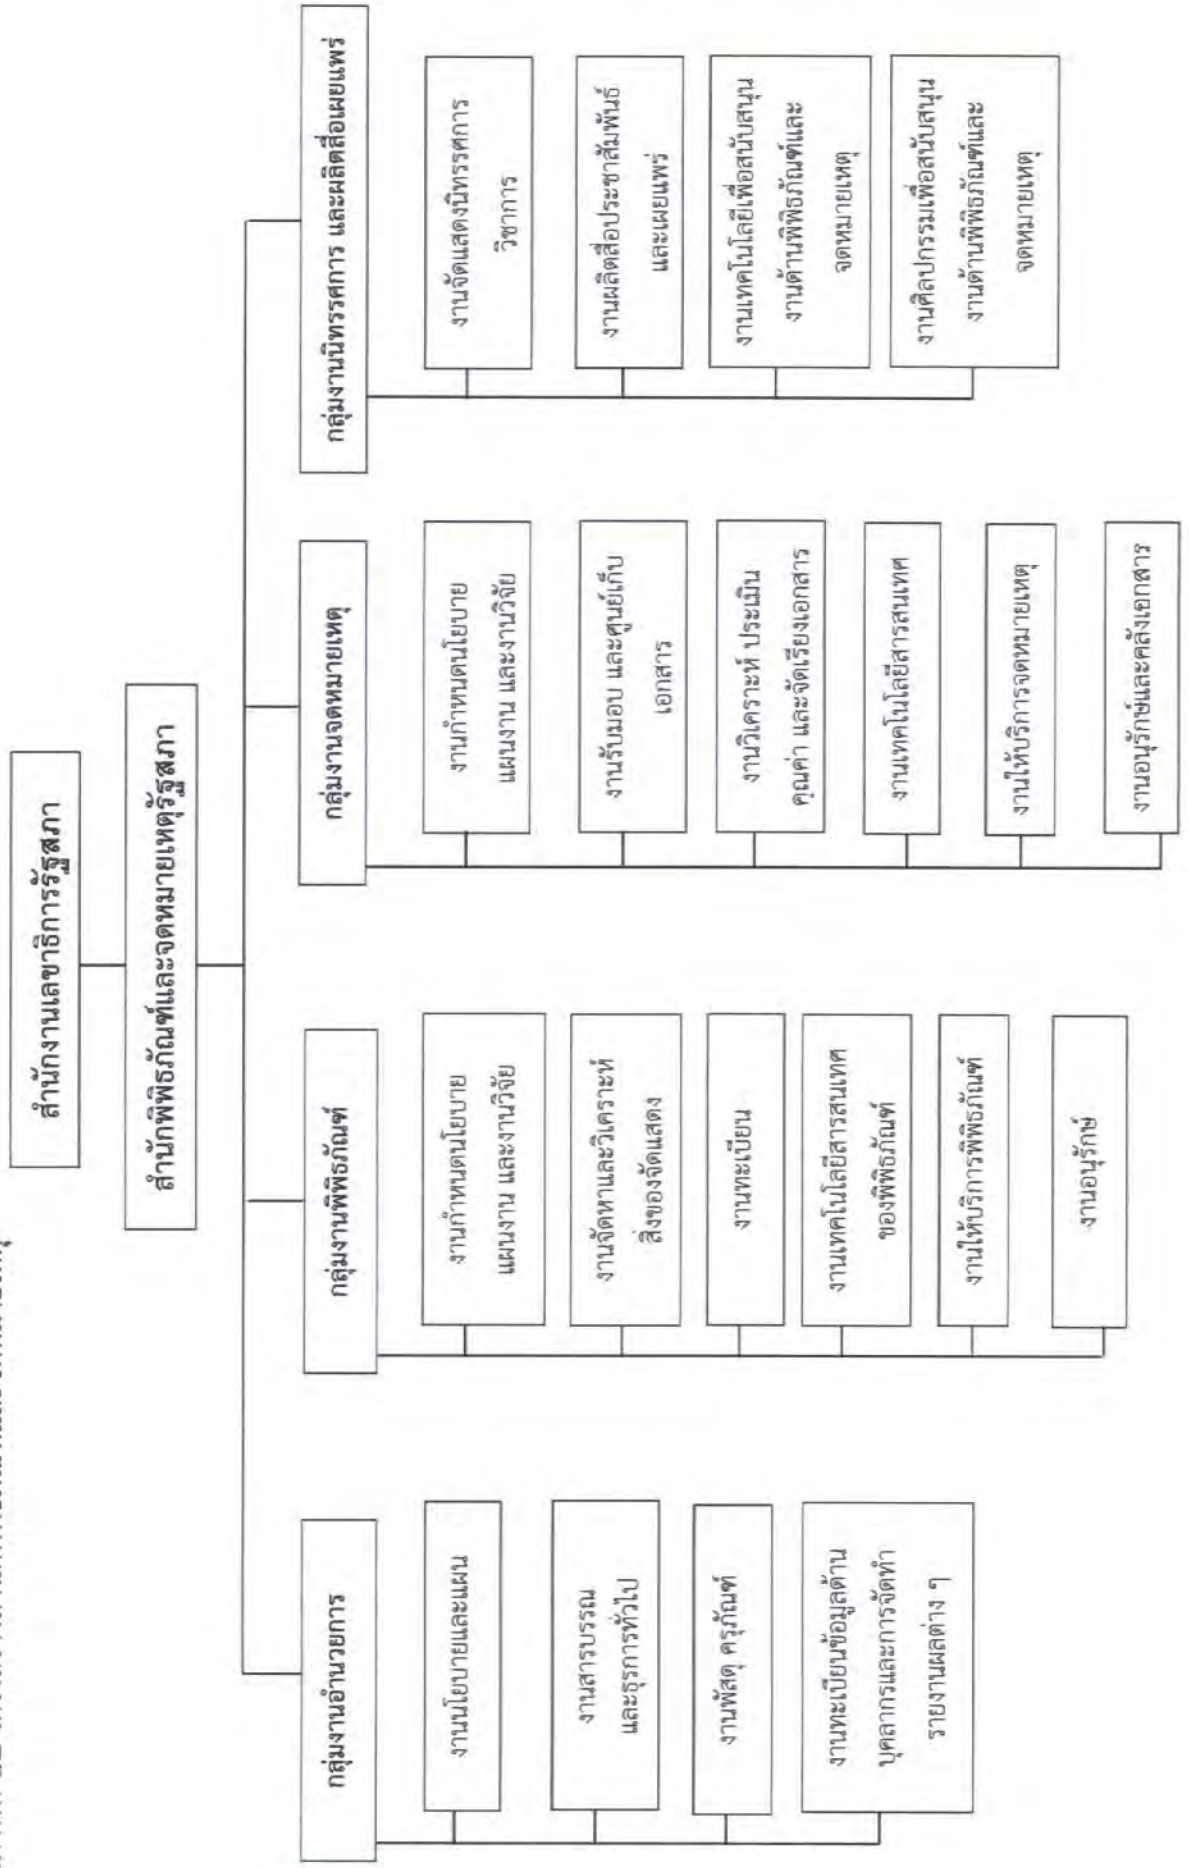 สำนักงานเลขาธิการรัฐสภา
สำนักพิพิธภัณฑ์และจดหมายเหตุรัฐสภา
กลุ่มงานอำนวยการ
งานนโยบายและแผน
งานสารบรรณ
และธุรการทั่วไป
งานพัสดุ ครุภัณฑ์
งานทะเบียนข้อมูลด้าน
บุคลากรและการจัดทำ
รายงานผลต่าง ๆ
กลุ่มงานพิพิธภัณฑ์
งานกำหนดนโยบาย
แผนงาน และงานวิจัย
งานจัดหาและวิเคราะห์
สิ่งของจัดแสดง
งานทะเบียน
งานเทคโนโลยีสารสนเทศ
ของพิพิธภัณฑ์
งานให้บริการพิพิธภัณฑ์
งานอนุรักษ์
กลุ่มงานจดหมายเหตุ
งานกำหนดนโยบาย
แผนงาน และงานวิจัย
งานรับมอบ และศูนย์เก็บ
เอกสาร
งานวิเคราะห์ ประเมิน
คุณค่า และจัดเรียงเอกสาร
งานเทคโนโลยีสารสนเทศ
งานให้บริการจดหมายเหตุ
งานอนุรักษ์และคลังเอกสาร
กลุ่มงานนิทรรศการ และผลิตสื่อเผยแพร่
งานจัดแสดงนิทรรศการ
วิชาการ
งานผลิตสื่อประชาสัมพันธ์
และเผยแพร่
งานเทคโนโลยีเพื่อสนับสนุน
งานด้านพิพิธภัณฑ์และ
จดหมายเหตุ
งานศิลปกรรมเพื่อสนับสนุน
งานด้านพิพิธภัณฑ์และ
จดหมายเหตุ